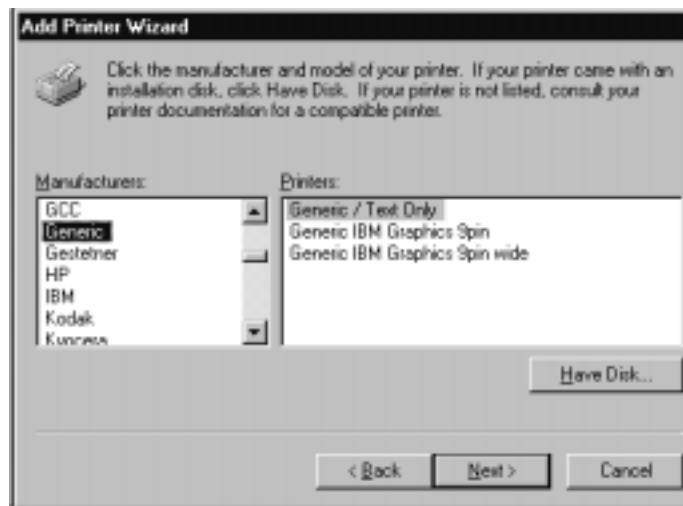 Add Printer Wizard
Click the manufacturer and model of your printer. If your printer came with an
installation disk, click Have Disk. If your printer is not listed, consult your
printer documentation for a compatible printer.
Manufacturers:
GCC
Generic
Gestetner
HP
IBM
Kodak
Kyocera
Printers:
Generic / Text Only
Generic IBM Graphics 9pin
Generic IBM Graphics 9pin wide
Have Disk...
< Back
Next >
Cancel